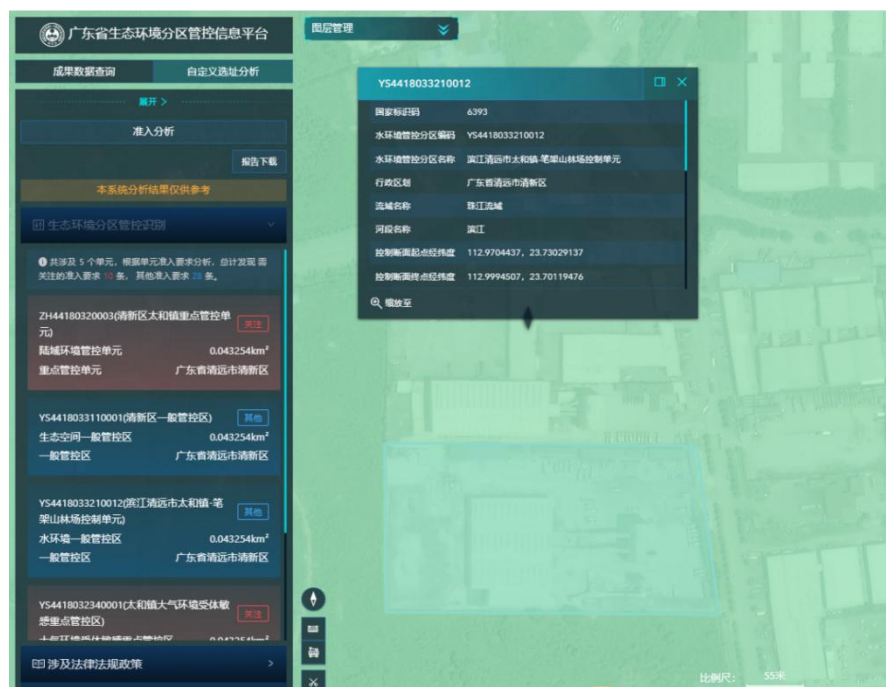 广东省生态环境分区管控信息平台
图层管理
成果数据查询
自定义选址分析
展开 >
准入分析
报告下载
本系统分析结果仅供参考
生态环境分区管控识别
共涉及 5 个单元，根据单元准入要求分析，总计发现 需
关注的准入要求 10 条，其他准入要求 28 条。
ZH44180320003(清新区太和镇重点管控单
元)
关注
陆域环境管控单元
0.043254km²
重点管控单元
广东省清远市清新区
YS4418033110001(清新区一般管控区)
其他
生态空间一般管控区
0.043254km²
一般管控区
广东省清远市清新区
YS4418033210012(滨江清远市太和镇-笔
架山林场控制单元)
其他
水环境一般管控区
0.043254km²
一般管控区
广东省清远市清新区
YS4418032340001(太和镇大气环境受体敏
感重点管控区)
关注
大气环境受体敏感重点管控区
0.043254km²
涉及法律法规政策
YS4418033210012
国家标识码
6393
水环境管控分区编码
YS4418033210012
水环境管控分区名称
滨江清远市太和镇-笔架山林场控制单元
行政区划
广东省清远市清新区
流域名称
珠江流域
河段名称
滨江
控制断面起点经纬度
112.9704437, 23.73029137
控制断面终点经纬度
112.9994507, 23.70119476
缩放至
比例尺： 55米